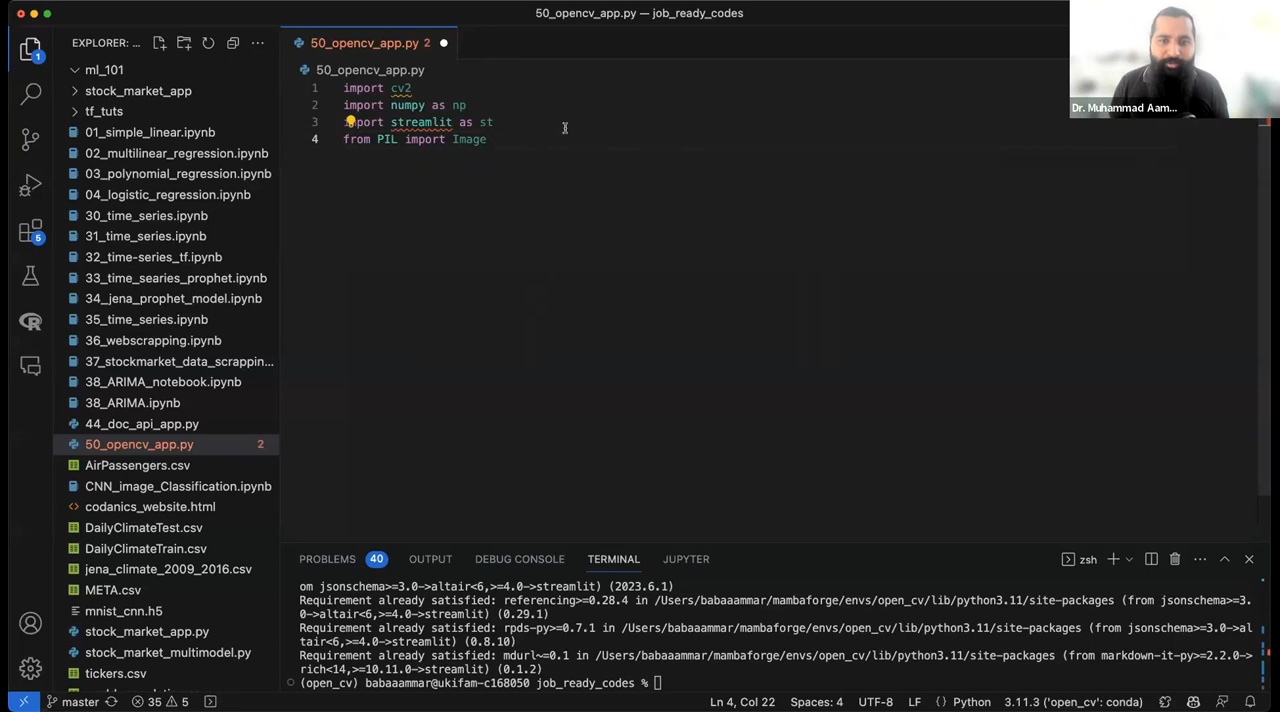 50_opencv_app.py — job_ready_codes
EXPLORER: ...
50_opencv_app.py 2
Dr. Muhammad Aam...
50_opencv_app.py
1 import cv2
2 import numpy as np
3 import streamlit as st
4 from PIL import Image
1
5
ml_101
stock_market_app
tf_tuts
01_simple_linear.ipynb
02_multilinear_regression.ipynb
03_polynomial_regression.ipynb
04_logistic_regression.ipynb
30_time_series.ipynb
31_time_series.ipynb
32_time-series_tf.ipynb
33_time_searies_prophet.ipynb
34_jena_prophet_model.ipynb
35_time_series.ipynb
36_webscrapping.ipynb
37_stockmarket_data_scrappin...
38_ARIMA_notebook.ipynb
38_ARIMA.ipynb
44_doc_api_app.py
50_opencv_app.py 2
AirPassengers.csv
CNN_image_Classification.ipynb
codanics_website.html
DailyClimateTest.csv
DailyClimateTrain.csv
jena_climate_2009_2016.csv
META.csv
mnist_cnn.h5
stock_market_app.py
stock_market_multimodel.py
tickers.csv
PROBLEMS 40 OUTPUT DEBUG CONSOLE TERMINAL JUPYTER
zsh
om jsonschema>=3.0->altair<6,>=4.0->streamlit) (2023.6.1)
Requirement already satisfied: referencing>=0.28.4 in /Users/babaaammar/mambaforge/envs/open_cv/lib/python3.11/site-packages (from jsonschema>=3.
0->altair<6,>=4.0->streamlit) (0.29.1)
Requirement already satisfied: rpds-py>=0.7.1 in /Users/babaaammar/mambaforge/envs/open_cv/lib/python3.11/site-packages (from jsonschema>=3.0->al
tair<6,>=4.0->streamlit) (0.8.10)
Requirement already satisfied: mdurl~=0.1 in /Users/babaaammar/mambaforge/envs/open_cv/lib/python3.11/site-packages (from markdown-it-py>=2.2.0->
rich<14,>=10.11.0->streamlit) (0.1.2)
(open_cv) babaaammar@ukifam-c168050 job_ready_codes %
master 35 5
Ln 4, Col 22 Spaces: 4 UTF-8 LF Python 3.11.3 ('open_cv': conda)